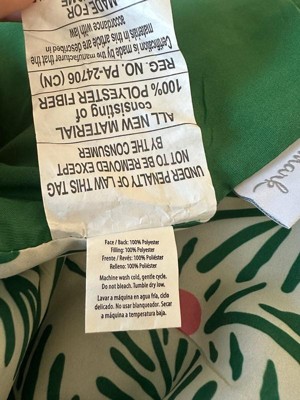 UNDER PENALTY OF LAW THIS TAG
NOT TO BE REMOVED EXCEPT
BY THE CONSUMER
ALL NEW MATERIAL
consisting of
100% POLYESTER FIBER
REG. NO. PA-24706 (CN)
Certification is made by the manufacturer that the
materials in this article are described in
accordance with law
MADE FOR
Face / Back: 100% Polyester
Filling: 100% Polyester
Frente / Revés: 100% Poliéster
Relleno: 100% Poliéster
Machine wash cold, gentle cycle.
Do not bleach. Tumble dry low.
Lavar a máquina en agua fría, ciclo
delicado. No usar blanqueador. Secar
a máquina a temperatura baja.